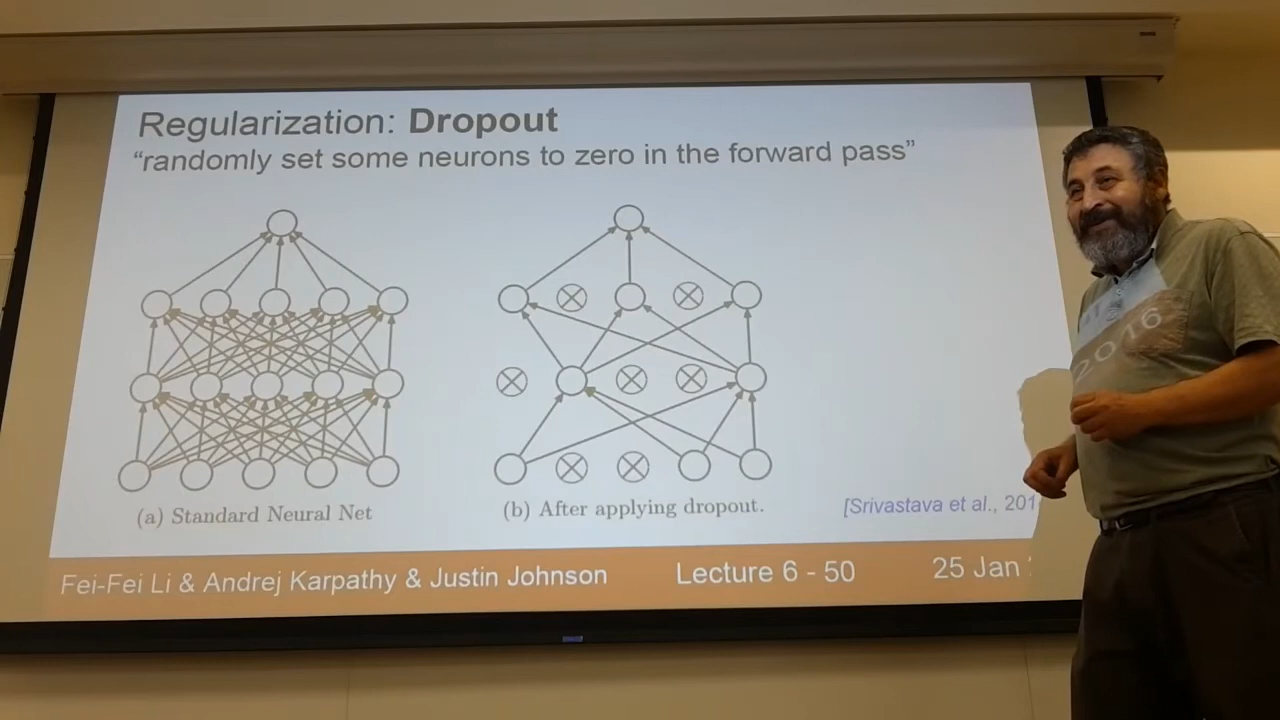 Regularization: Dropout
“randomly set some neurons to zero in the forward pass”
(a) Standard Neural Net
(b) After applying dropout.
[Srivastava et al., 201
Fei-Fei Li & Andrej Karpathy & Justin Johnson
Lecture 6 - 50
25 Jan 2016